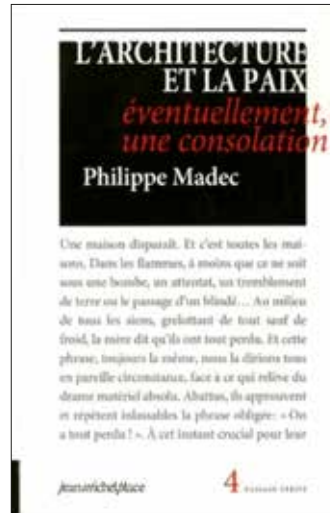 L'ARCHITECTURE
ET LA PAIX
éventuellement,
une consolation
Philippe Madec
Une maison disparaît. Et c'est toutes les mai-
sons. Dans les flammes, à moins que ce ne soit
sous une bombe, un attentat, un tremblement
de terre ou le passage d'un blindé… Au milieu
de tous les siens, grelottant de tout sauf de
froid, la mère dit qu'ils ont tout perdu. Et cette
phrase, toujours la même, nous la dirions tous
en pareille circonstance, face à ce qui relève du
drame matériel absolu. Abattus, ils approuvent
et répètent inlassables la phrase obligée : « On
a tout perdu ! ». À cet instant crucial pour leur
jeanmichelplace 4